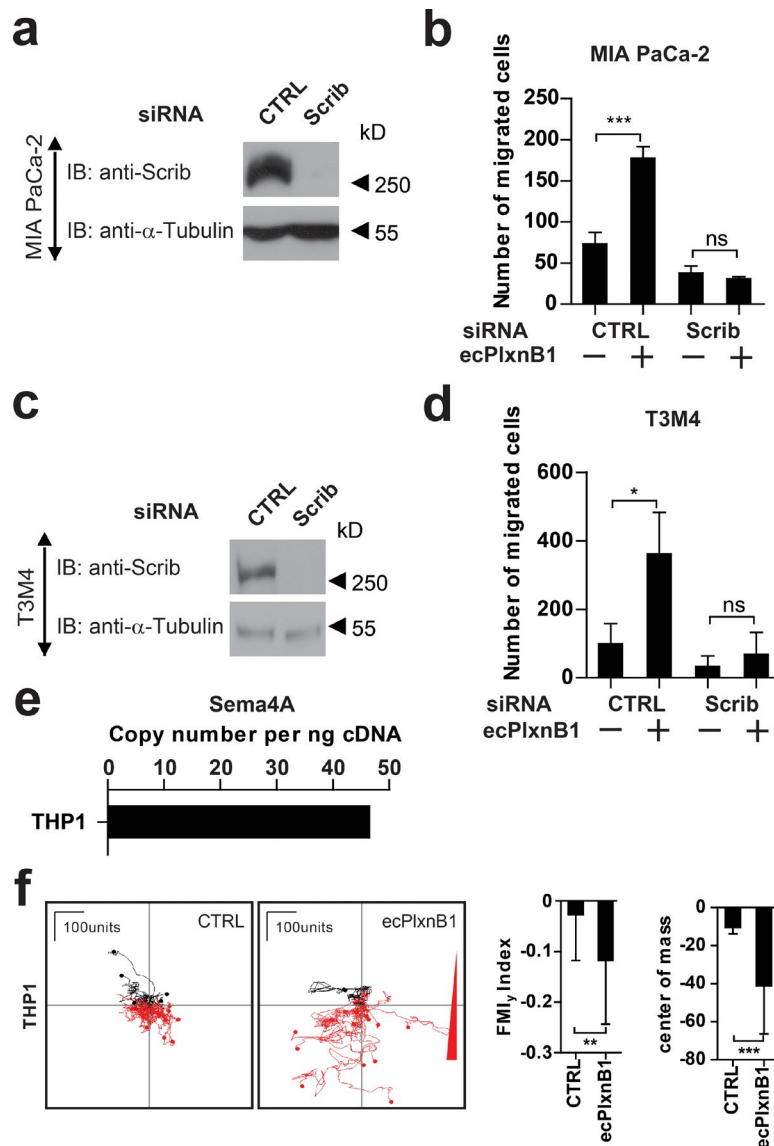 a
siRNA
CTRL
Scrib
kD
MIA PaCa-2
IB: anti-Scrib
250
IB: anti-α-Tubulin
55
b
MIA PaCa-2
Number of migrated cells
250
200
150
100
50
0
***
ns
siRNA CTRL Scrib
ecPlxnB1 — + — +
c
siRNA
CTRL
Scrib
kD
T3M4
IB: anti-Scrib
250
IB: anti-α-Tubulin
55
d
T3M4
Number of migrated cells
600
400
200
0
*
ns
siRNA CTRL Scrib
ecPlxnB1 — + — +
e
Sema4A
Copy number per ng cDNA
0 10 20 30 40 50
THP1
f
THP1
100units
CTRL
100units
ecPlxnB1
FMIy Index
0
-0.1
-0.2
-0.3
**
CTRL
ecPlxnB1
center of mass
0
-20
-40
-60
-80
***
CTRL
ecPlxnB1